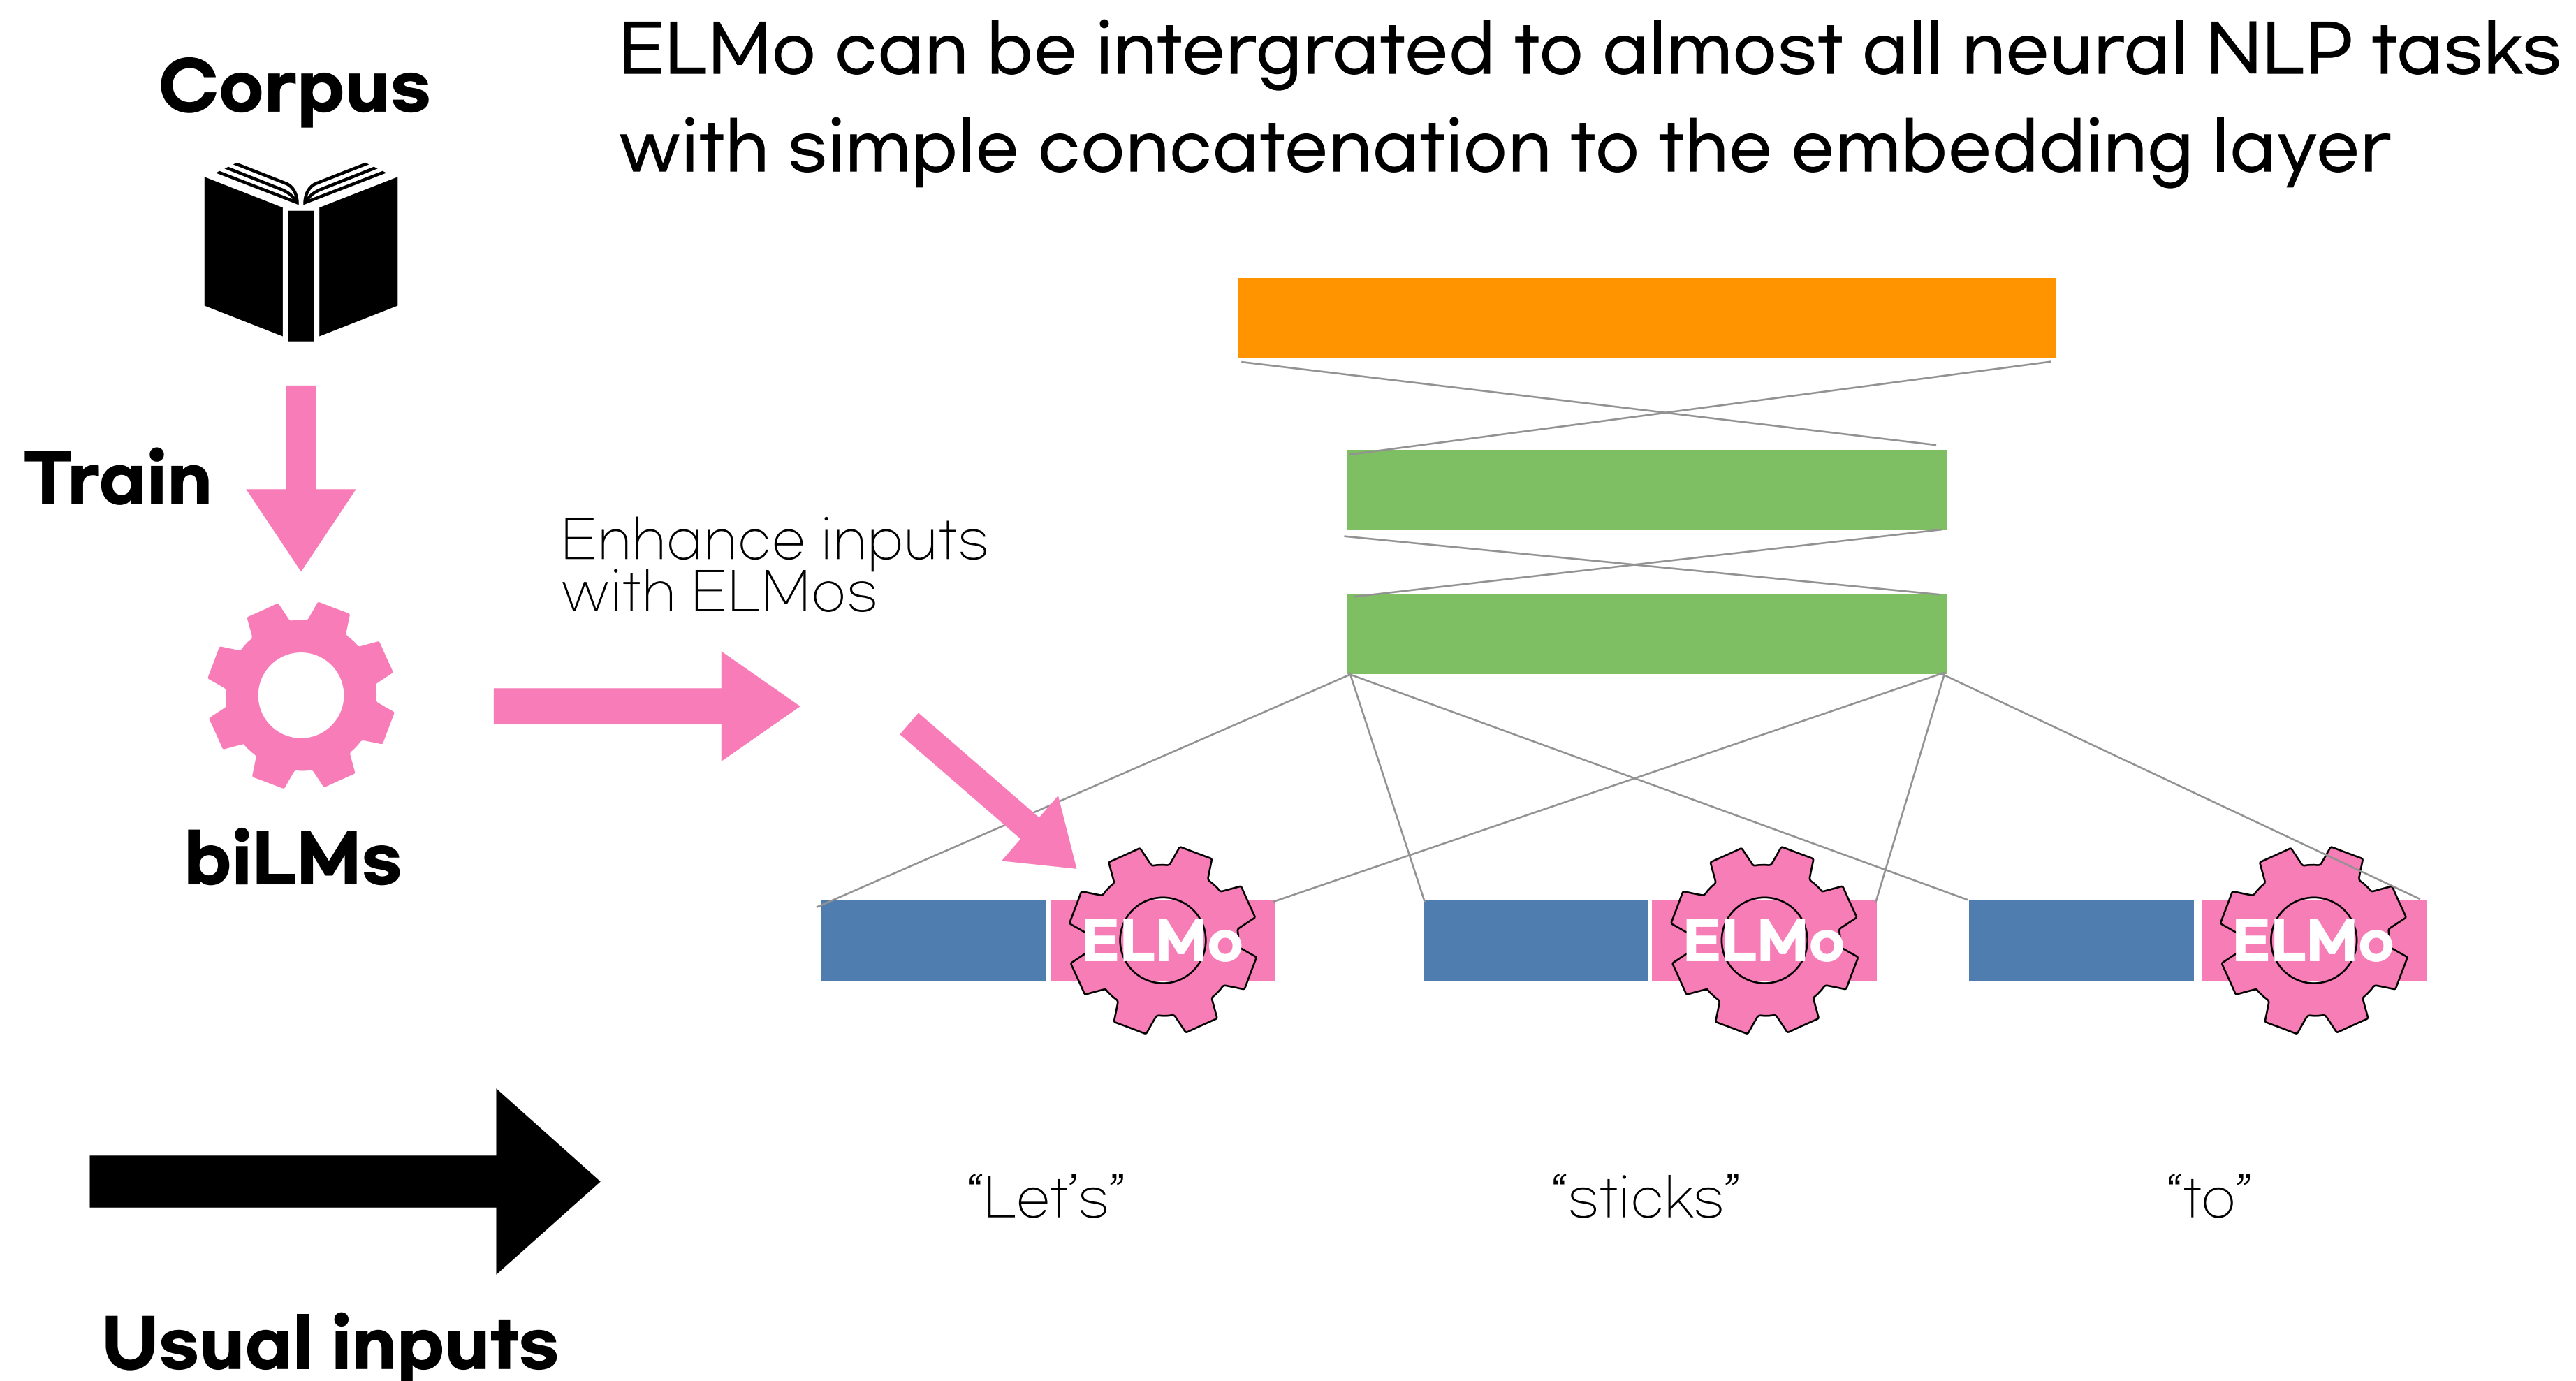 ELMo can be intergrated to almost all neural NLP tasks
with simple concatenation to the embedding layer
Corpus
Train
Enhance inputs
with ELMos
biLMs
ELMo
ELMo
ELMo
“Let’s”
“sticks”
“to”
Usual inputs